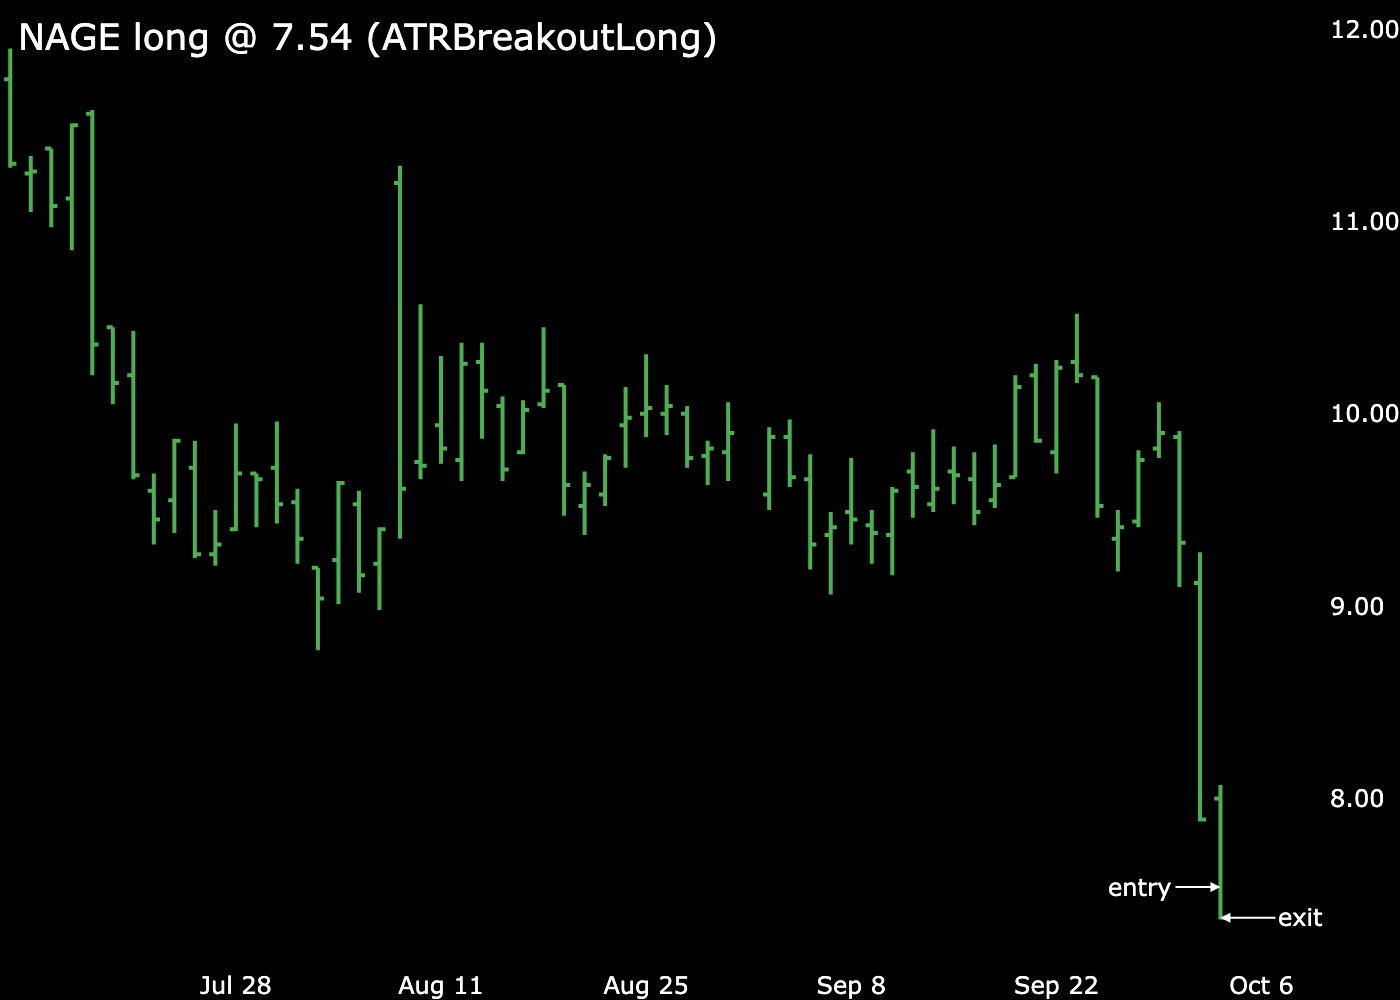 NAGE long @ 7.54 (ATRBreakoutLong)
12.00
11.00
10.00
9.00
8.00
entry
exit
Jul 28 Aug 11 Aug 25 Sep 8 Sep 22 Oct 6